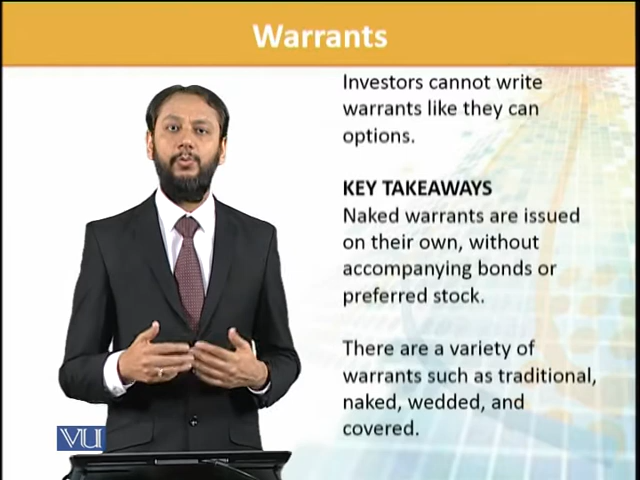 Warrants
Investors cannot write
warrants like they can
options.
KEY TAKEAWAYS
Naked warrants are issued
on their own, without
accompanying bonds or
preferred stock.
There are a variety of
warrants such as traditional,
naked, wedded, and
covered.
VU